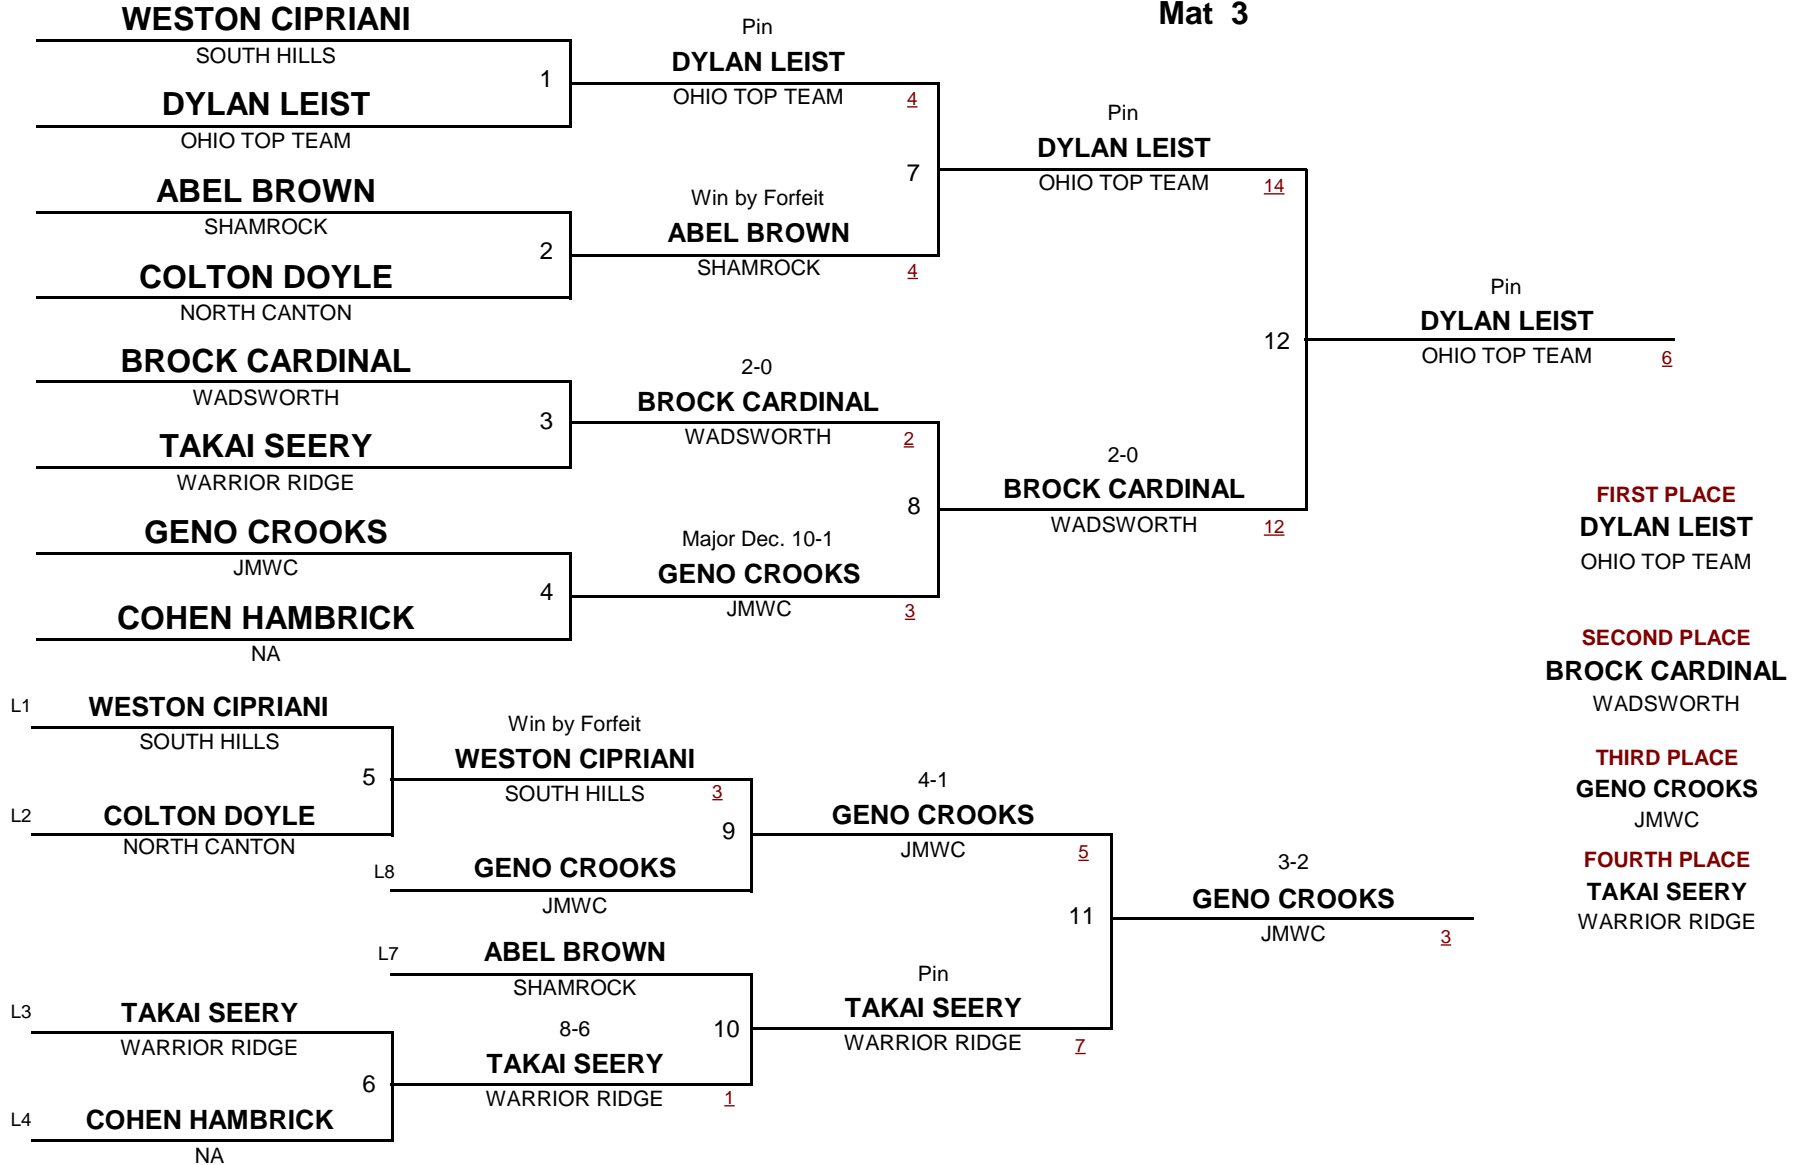 Mat 3
WESTON CIPRIANI
SOUTH HILLS
1
DYLAN LEIST
OHIO TOP TEAM
ABEL BROWN
SHAMROCK
2
COLTON DOYLE
NORTH CANTON
BROCK CARDINAL
WADSWORTH
3
TAKAI SEERY
WARRIOR RIDGE
GENO CROOKS
JMWC
4
COHEN HAMBRICK
NA
Pin
DYLAN LEIST
OHIO TOP TEAM 4
7
Win by Forfeit
ABEL BROWN
SHAMROCK 4
2-0
BROCK CARDINAL
WADSWORTH 2
8
Major Dec. 10-1
GENO CROOKS
JMWC 3
Pin
DYLAN LEIST
OHIO TOP TEAM 14
12
2-0
BROCK CARDINAL
WADSWORTH 12
Pin
DYLAN LEIST
OHIO TOP TEAM 6
L1 WESTON CIPRIANI
SOUTH HILLS
5
L2 COLTON DOYLE
NORTH CANTON
L3 TAKAI SEERY
WARRIOR RIDGE
6
L4 COHEN HAMBRICK
NA
Win by Forfeit
WESTON CIPRIANI
SOUTH HILLS 3
9
L8 GENO CROOKS
JMWC
L7 ABEL BROWN
SHAMROCK
10
8-6
TAKAI SEERY
WARRIOR RIDGE 1
4-1
GENO CROOKS
JMWC 5
11
Pin
TAKAI SEERY
WARRIOR RIDGE 7
3-2
GENO CROOKS
JMWC 3
FIRST PLACE
DYLAN LEIST
OHIO TOP TEAM
SECOND PLACE
BROCK CARDINAL
WADSWORTH
THIRD PLACE
GENO CROOKS
JMWC
FOURTH PLACE
TAKAI SEERY
WARRIOR RIDGE